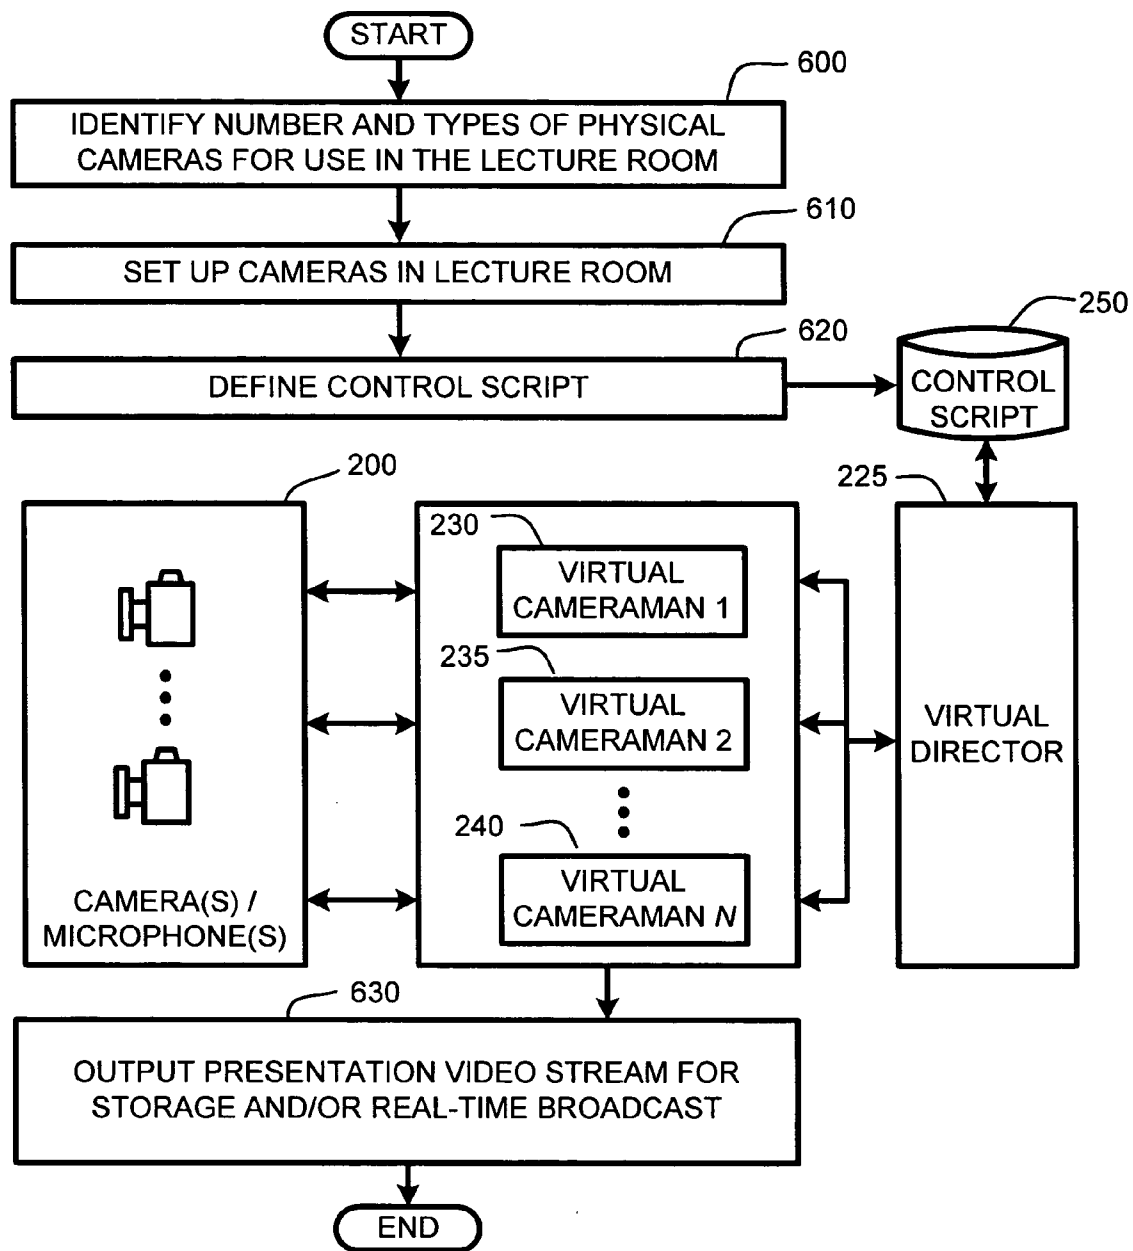 START
600
IDENTIFY NUMBER AND TYPES OF PHYSICAL
CAMERAS FOR USE IN THE LECTURE ROOM
610
SET UP CAMERAS IN LECTURE ROOM
620
DEFINE CONTROL SCRIPT
250
CONTROL
SCRIPT
200
CAMERA(S) /
MICROPHONE(S)
230
VIRTUAL
CAMERAMAN 1
235
VIRTUAL
CAMERAMAN 2
240
VIRTUAL
CAMERAMAN N
225
VIRTUAL
DIRECTOR
630
OUTPUT PRESENTATION VIDEO STREAM FOR
STORAGE AND/OR REAL-TIME BROADCAST
END